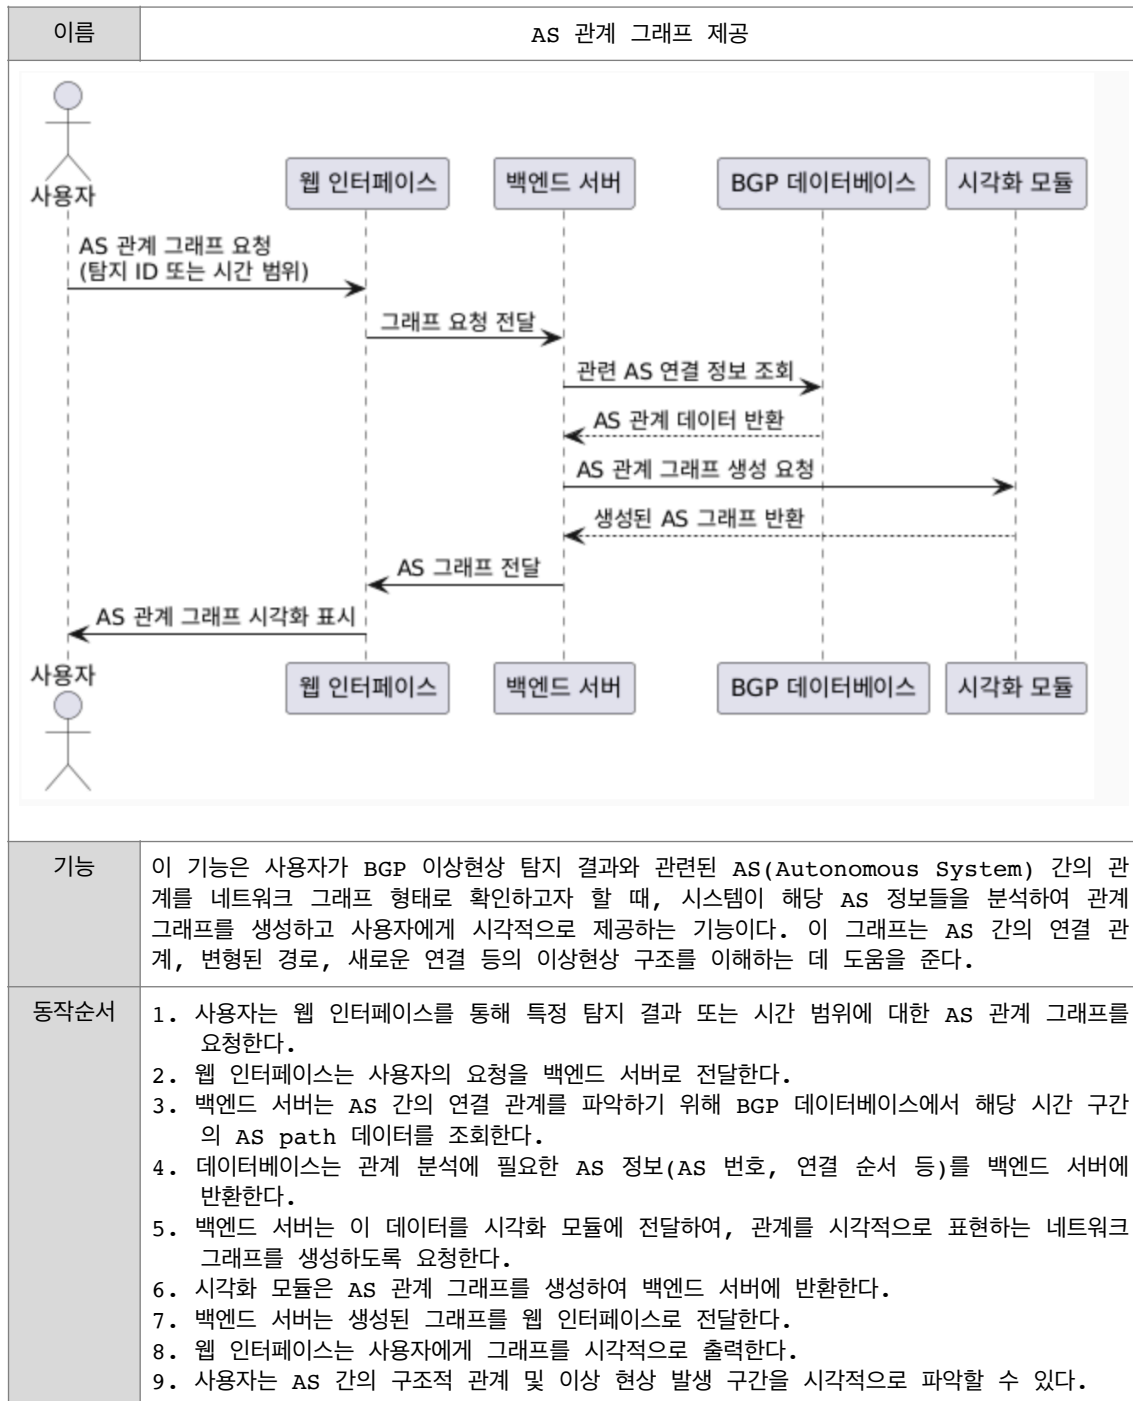 이름
AS 관계 그래프 제공
사용자
웹 인터페이스
백엔드 서버
BGP 데이터베이스
시각화 모듈
AS 관계 그래프 요청
(탐지 ID 또는 시간 범위)
그래프 요청 전달
관련 AS 연결 정보 조회
AS 관계 데이터 반환
AS 관계 그래프 생성 요청
생성된 AS 그래프 반환
AS 그래프 전달
AS 관계 그래프 시각화 표시
사용자
웹 인터페이스
백엔드 서버
BGP 데이터베이스
시각화 모듈
기능
이 기능은 사용자가 BGP 이상현상 탐지 결과와 관련된 AS(Autonomous System) 간의 관
계를 네트워크 그래프 형태로 확인하고자 할 때, 시스템이 해당 AS 정보들을 분석하여 관계
그래프를 생성하고 사용자에게 시각적으로 제공하는 기능이다. 이 그래프는 AS 간의 연결 관
계, 변형된 경로, 새로운 연결 등의 이상현상 구조를 이해하는 데 도움을 준다.
동작순서
1. 사용자는 웹 인터페이스를 통해 특정 탐지 결과 또는 시간 범위에 대한 AS 관계 그래프를
요청한다.
2. 웹 인터페이스는 사용자의 요청을 백엔드 서버로 전달한다.
3. 백엔드 서버는 AS 간의 연결 관계를 파악하기 위해 BGP 데이터베이스에서 해당 시간 구간
의 AS path 데이터를 조회한다.
4. 데이터베이스는 관계 분석에 필요한 AS 정보(AS 번호, 연결 순서 등)를 백엔드 서버에
반환한다.
5. 백엔드 서버는 이 데이터를 시각화 모듈에 전달하여, 관계를 시각적으로 표현하는 네트워크
그래프를 생성하도록 요청한다.
6. 시각화 모듈은 AS 관계 그래프를 생성하여 백엔드 서버에 반환한다.
7. 백엔드 서버는 생성된 그래프를 웹 인터페이스로 전달한다.
8. 웹 인터페이스는 사용자에게 그래프를 시각적으로 출력한다.
9. 사용자는 AS 간의 구조적 관계 및 이상 현상 발생 구간을 시각적으로 파악할 수 있다.